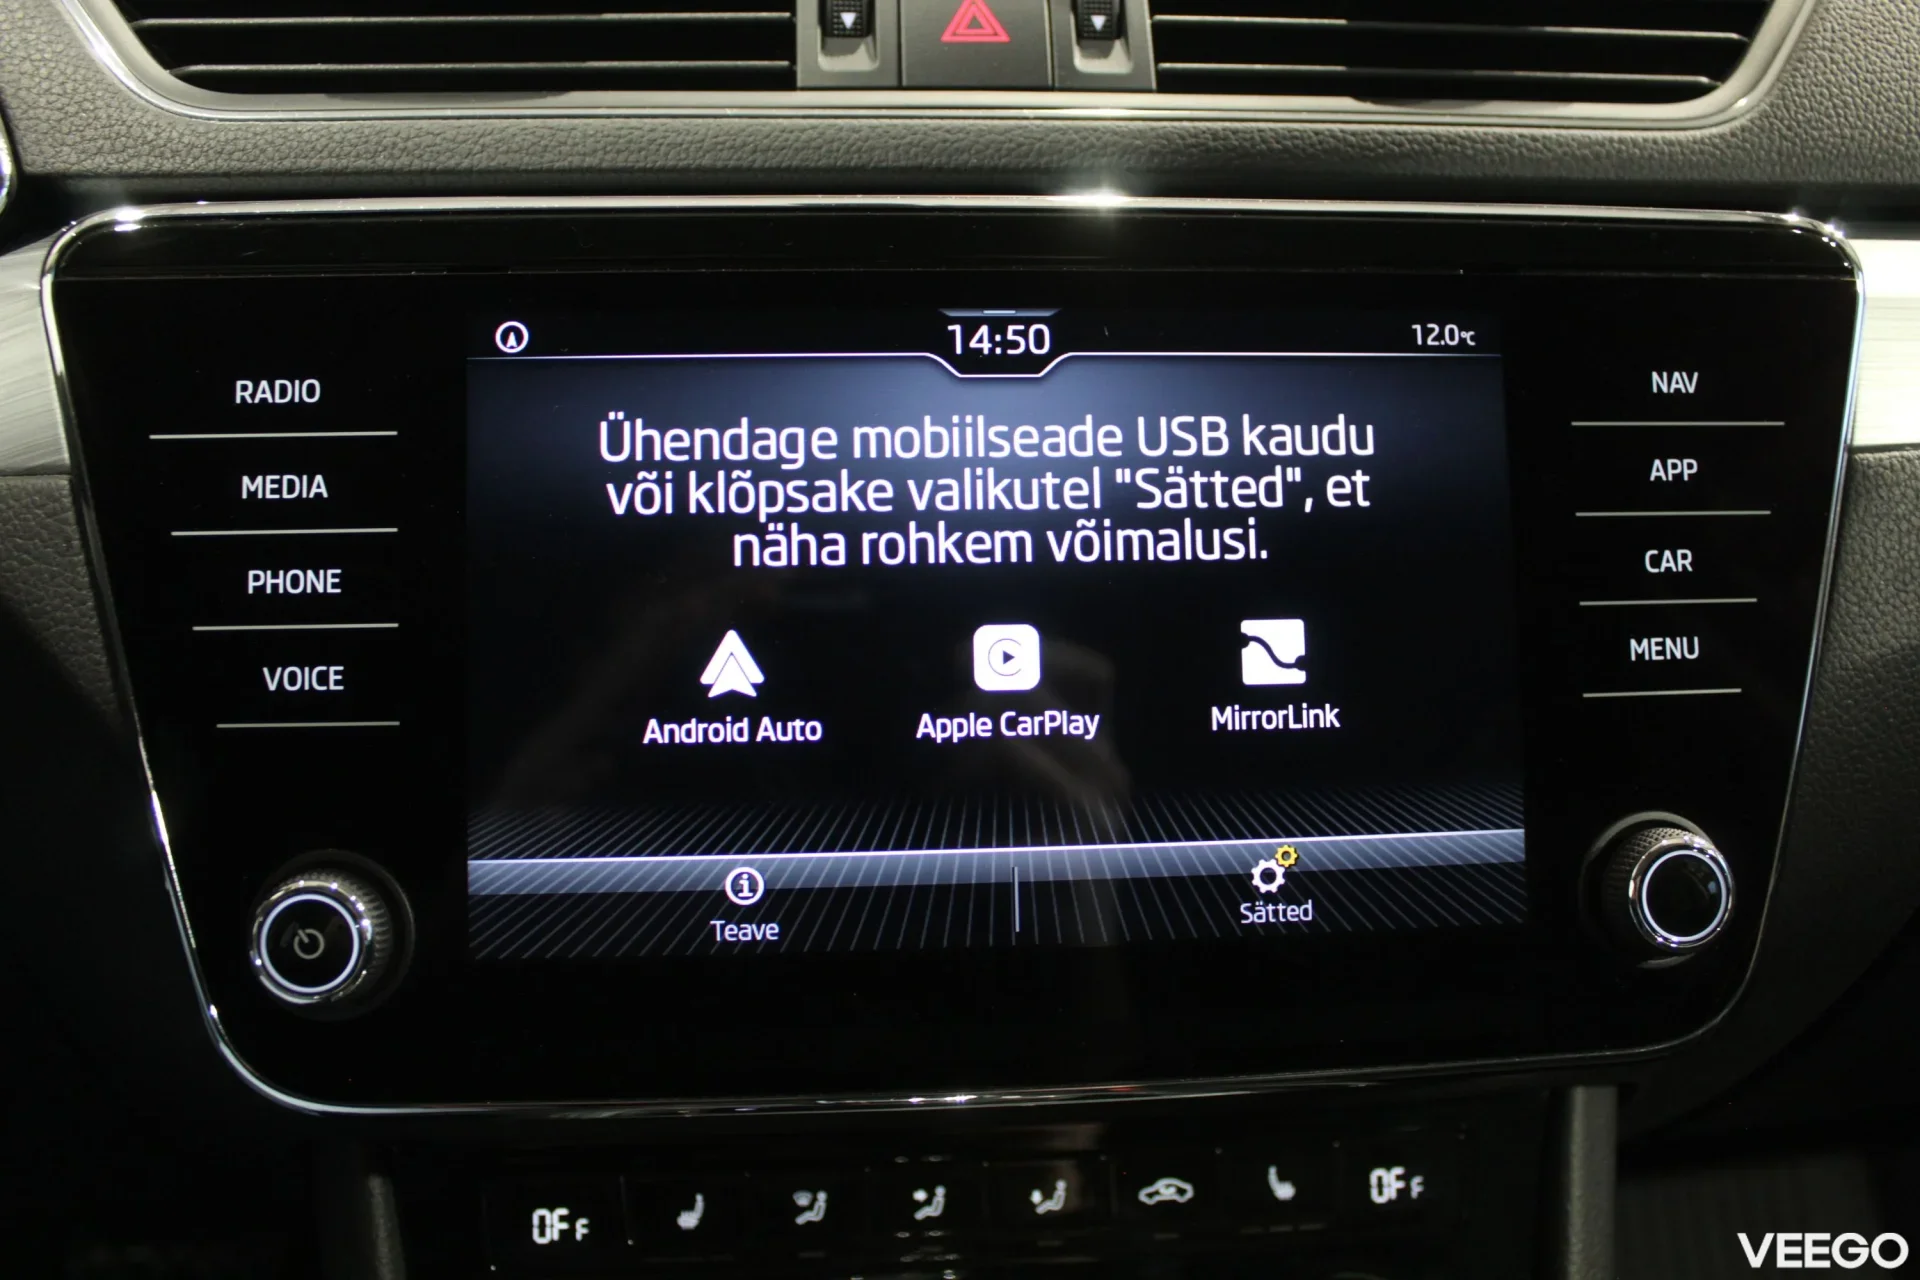 14:50
12.0°C
RADIO
MEDIA
PHONE
VOICE
Ühendage mobiilseade USB kaudu
või klõpsake valikutel "Sätted", et
näha rohkem võimalusi.
Android Auto
Apple CarPlay
MirrorLink
Teave
Sätted
NAV
APP
CAR
MENU
OFF
OFF
VEEGO